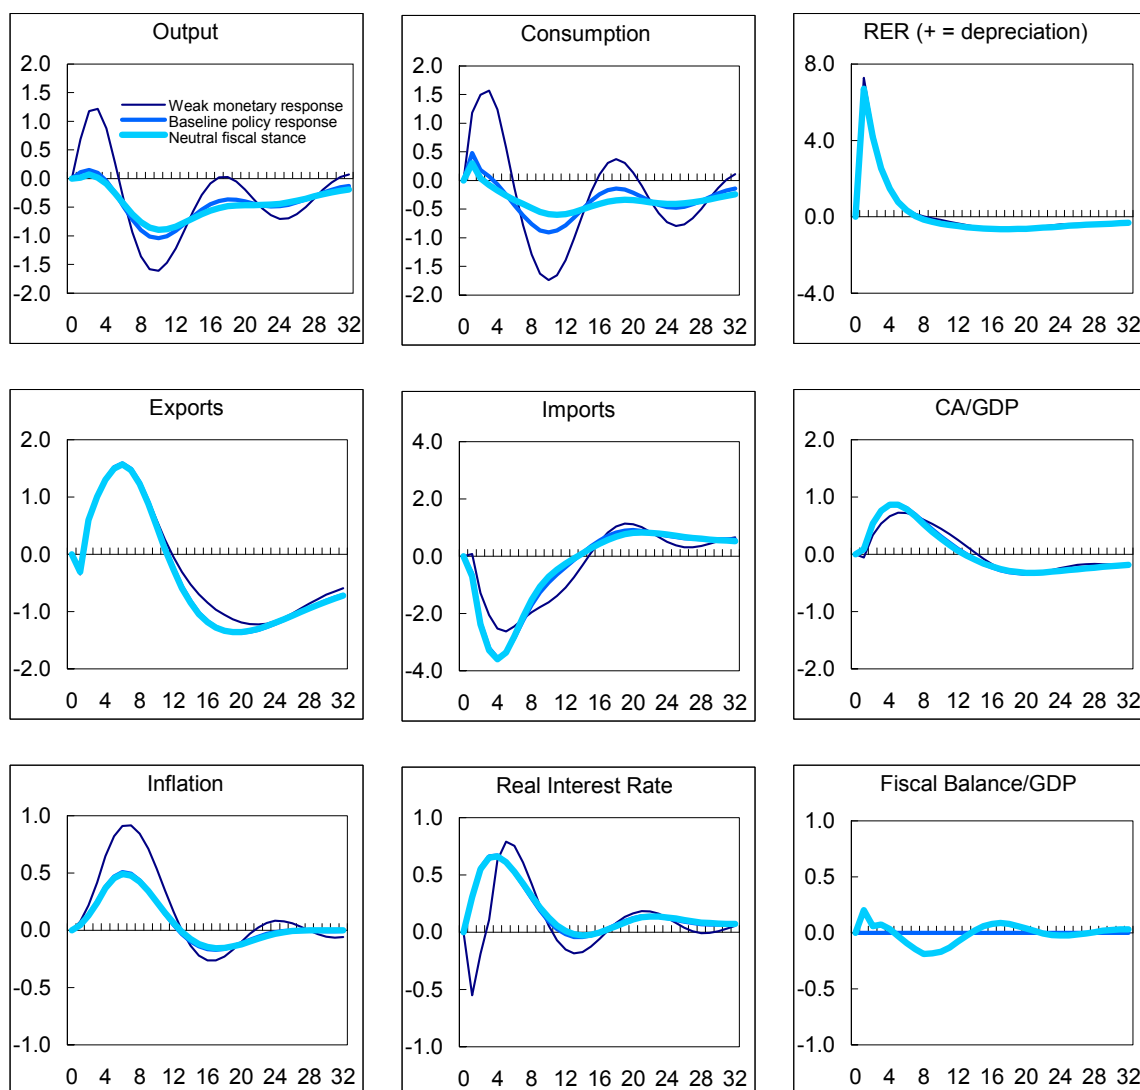 Output
2.0
1.5
1.0
0.5
0.0
-0.5
-1.0
-1.5
-2.0
Weak monetary response
Baseline policy response
Neutral fiscal stance
0 4 8 12 16 20 24 28 32
Consumption
2.0
1.5
1.0
0.5
0.0
-0.5
-1.0
-1.5
-2.0
0 4 8 12 16 20 24 28 32
RER (+ = depreciation)
8.0
4.0
0.0
-4.0
0 4 8 12 16 20 24 28 32
Exports
2.0
1.0
0.0
-1.0
-2.0
0 4 8 12 16 20 24 28 32
Imports
4.0
2.0
0.0
-2.0
-4.0
0 4 8 12 16 20 24 28 32
CA/GDP
2.0
1.0
0.0
-1.0
-2.0
0 4 8 12 16 20 24 28 32
Inflation
1.0
0.5
0.0
-0.5
-1.0
0 4 8 12 16 20 24 28 32
Real Interest Rate
1.0
0.5
0.0
-0.5
-1.0
0 4 8 12 16 20 24 28 32
Fiscal Balance/GDP
1.0
0.5
0.0
-0.5
-1.0
0 4 8 12 16 20 24 28 32